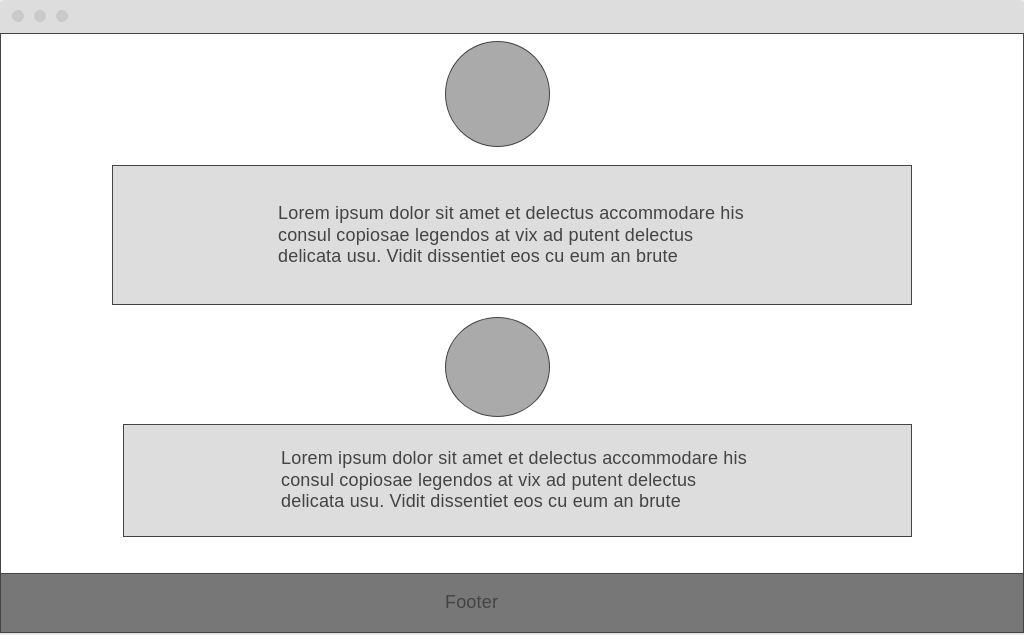 Lorem ipsum dolor sit amet et delectus accommodare his
consul copiosae legendos at vix ad putent delectus
delicata usu. Vidit dissentiet eos cu eum an brute
Lorem ipsum dolor sit amet et delectus accommodare his
consul copiosae legendos at vix ad putent delectus
delicata usu. Vidit dissentiet eos cu eum an brute
Footer